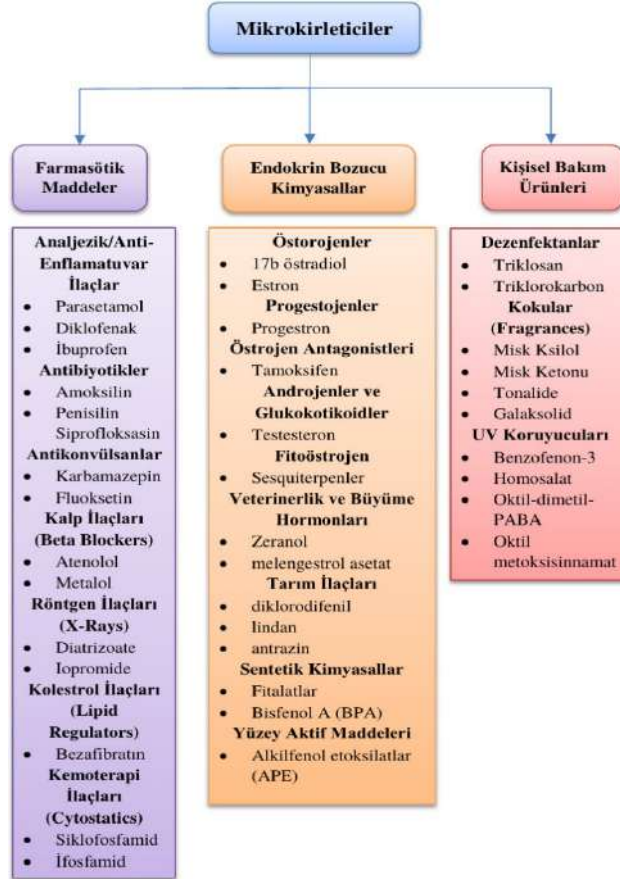 Mikrokirleticiler
Farmasötik
Maddeler
Analjezik/Anti-
Enflamatuvar
İlaçlar
• Parasetamol
• Diklofenak
• İbuprofen
Antibiyotikler
• Amoksilin
• Penisilin
Siprofloksasin
Antikonvülsanlar
• Karbamazepin
• Fluoksetin
Kalp İlaçları
(Beta Blockers)
• Atenolol
• Metalol
Röntgen İlaçları
(X-Rays)
• Diatrizoate
• Iopromide
Kolestrol İlaçları
(Lipid
Regulators)
• Bezafibratın
Kemoterapi
İlaçları
(Cytostatics)
• Siklofosfamid
• İfosfamid
Endokrin Bozucu
Kimyasallar
Östorojenler
• 17b östradiol
• Estron
Progestojenler
• Progestron
Östrojen Antagonistleri
• Tamoksifen
Androjenler ve
Glukokotikoidler
• Testesteron
Fitoöstrojen
• Sesquiterpenler
Veterinerlik ve Büyüme
Hormonları
• Zeranol
• melengestrol asetat
Tarım İlaçları
• diklorodifenil
• lindan
• antrazin
Sentetik Kimyasallar
• Fitalatlar
• Bisfenol A (BPA)
Yüzey Aktif Maddeleri
• Alkilfenol etoksilatlar
(APE)
Kişisel Bakım
Ürünleri
Dezenfektanlar
• Triklosan
• Triklorokarbon
Kokular
(Fragrances)
• Misk Ksilol
• Misk Ketonu
• Tonalide
• Galaksolid
UV Koruyucuları
• Benzofenon-3
• Homosalat
• Oktil-dimetil-
PABA
• Oktil
metoksisinnamat